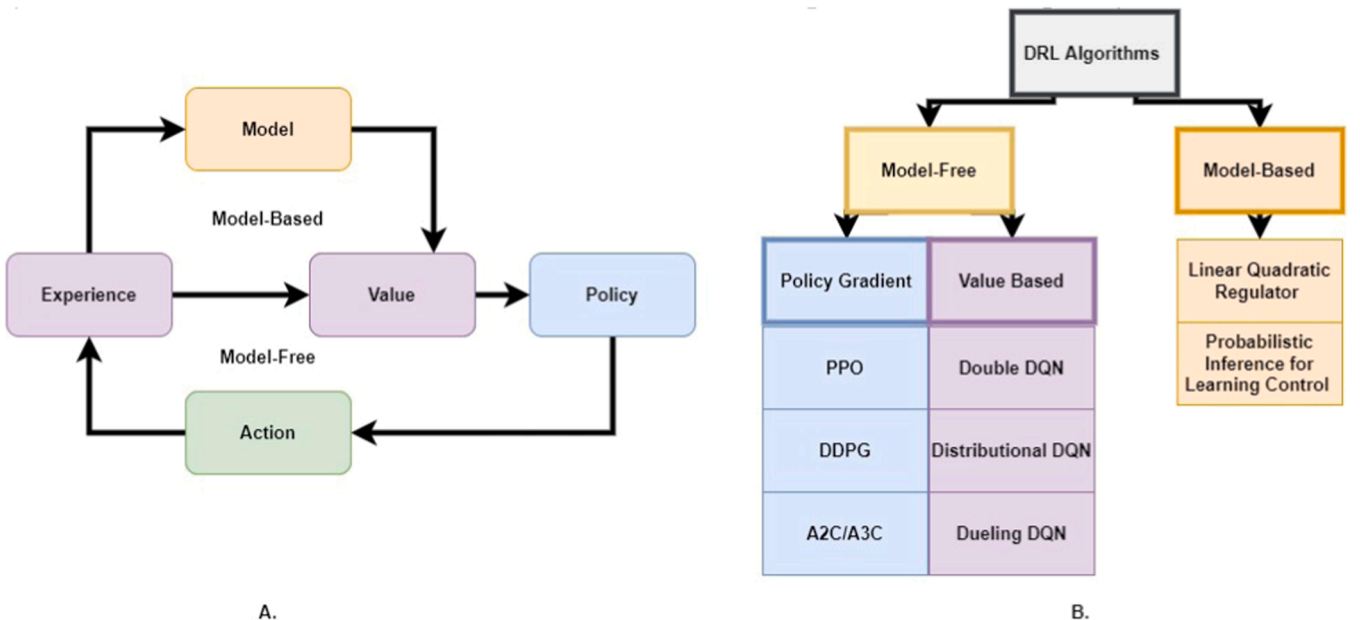 Model
Model-Based
Experience
Value
Policy
Model-Free
Action
A.
DRL Algorithms
Model-Free
Model-Based
Policy Gradient
Value Based
Linear Quadratic
Regulator
PPO
Double DQN
Probabilistic
Inference for
Learning Control
DDPG
Distributional DQN
A2C/A3C
Dueling DQN
B.